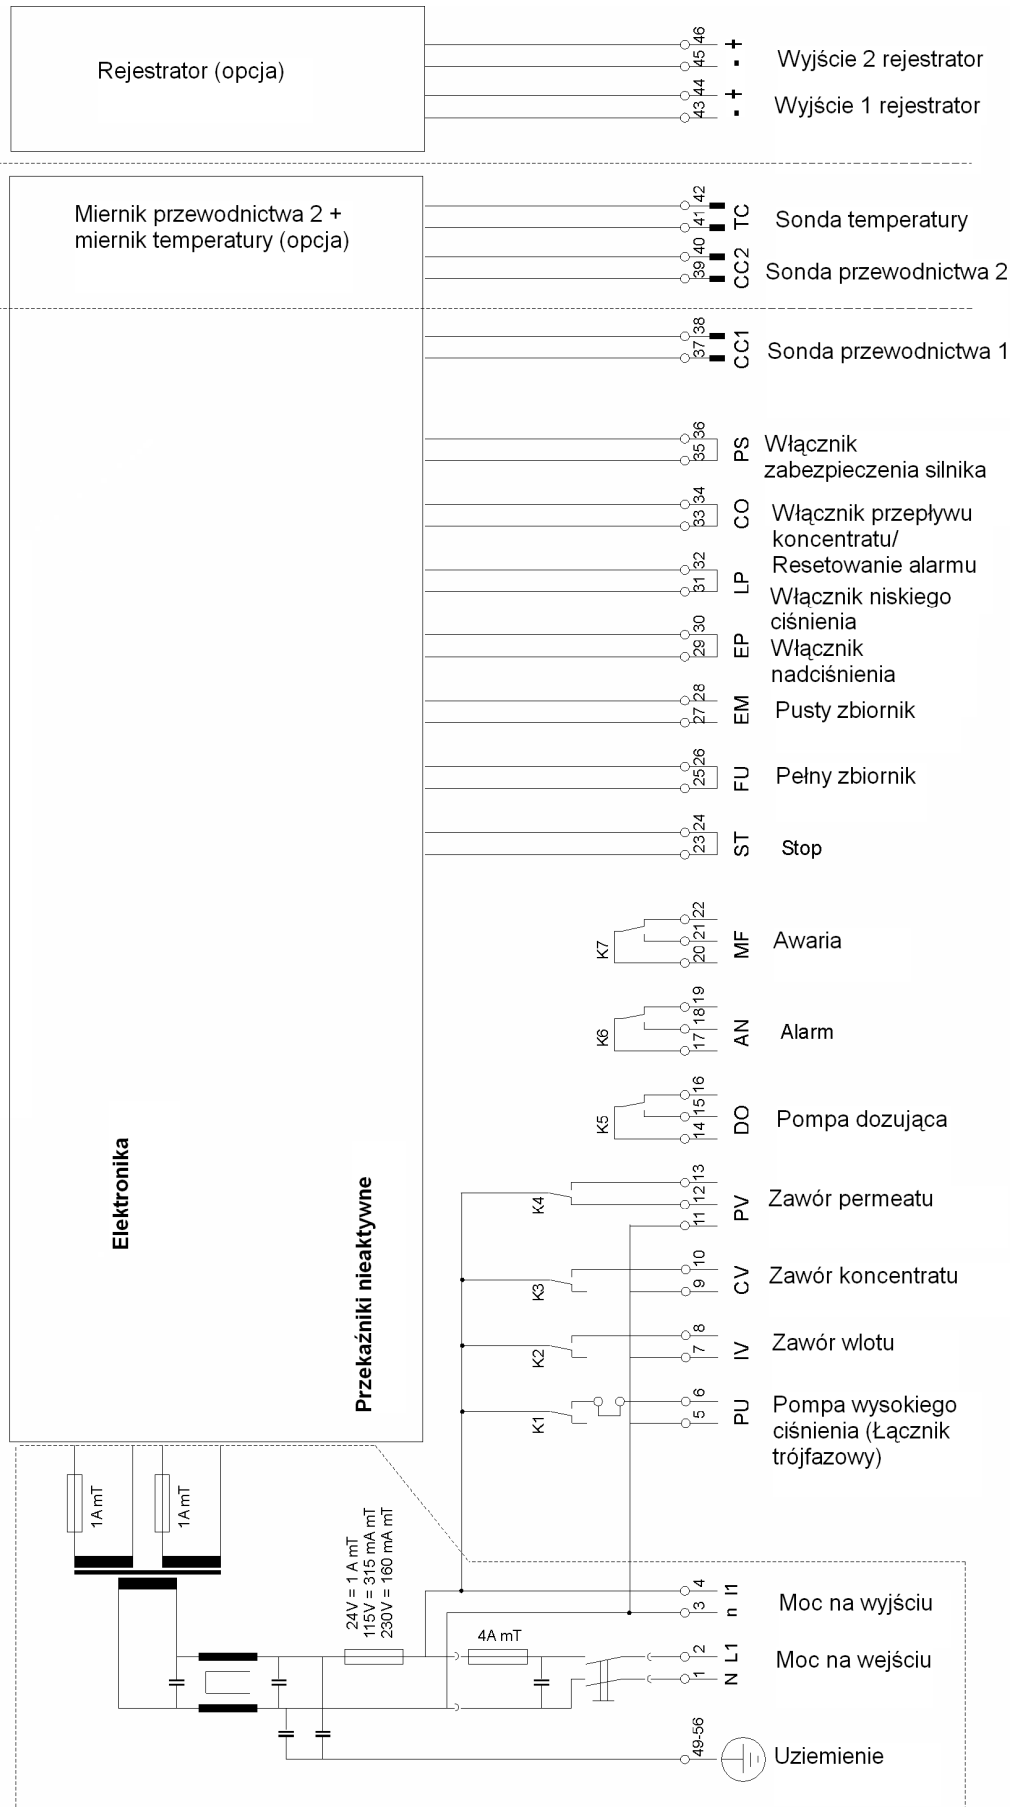 Rejestrator (opcja)
46
45
+
-
Wyjście 2 rejestrator
44
43
+
-
Wyjście 1 rejestrator
Miernik przewodnictwa 2 +
miernik temperatury (opcja)
42
41
TC
Sonda temperatury
40
39
CC2
Sonda przewodnictwa 2
38
37
CC1
Sonda przewodnictwa 1
36
35
PS
Włącznik
zabezpieczenia silnika
34
33
CO
Włącznik przepływu
koncentratu/
Resetowanie alarmu
32
31
LP
Włącznik niskiego
ciśnienia
30
29
EP
Włącznik
nadciśnienia
28
27
EM
Pusty zbiornik
26
25
FU
Pełny zbiornik
24
23
ST
Stop
K7
22
21
20
MF
Awaria
K6
19
18
17
AN
Alarm
K5
16
15
14
DO
Pompa dozująca
Elektronika
Przekaźniki nieaktywne
K4
13
12
11
PV
Zawór permeatu
K3
10
9
CV
Zawór koncentratu
K2
8
7
IV
Zawór wlotu
K1
6
5
PU
Pompa wysokiego
ciśnienia (Łącznik
trójfazowy)
1A mT
1A mT
24V = 1 A mT
115V = 315 mA mT
230V = 160 mA mT
4
3
l1
n
Moc na wyjściu
4A mT
2
1
L1
N
Moc na wejściu
49-56
Uziemienie